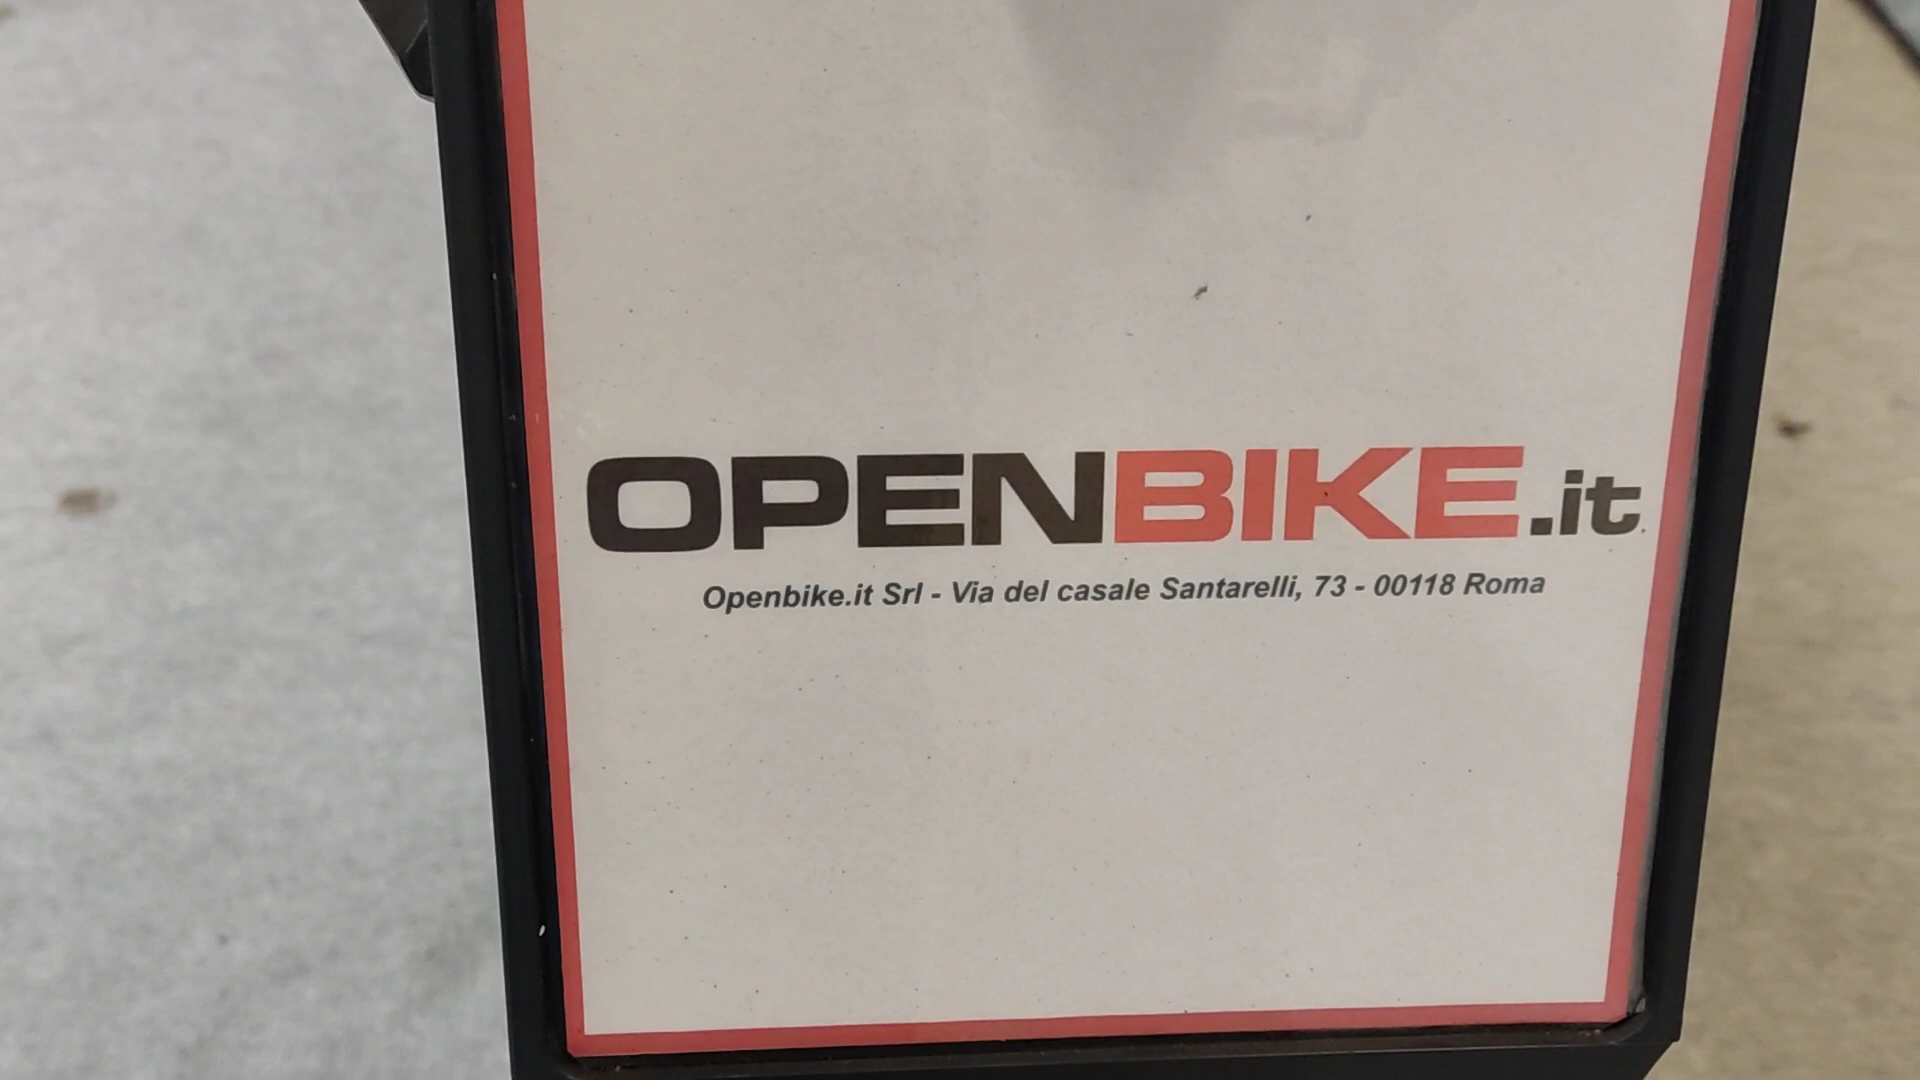 OPENBIKE.it
Openbike.it Srl - Via del casale Santarelli, 73 - 00118 Roma